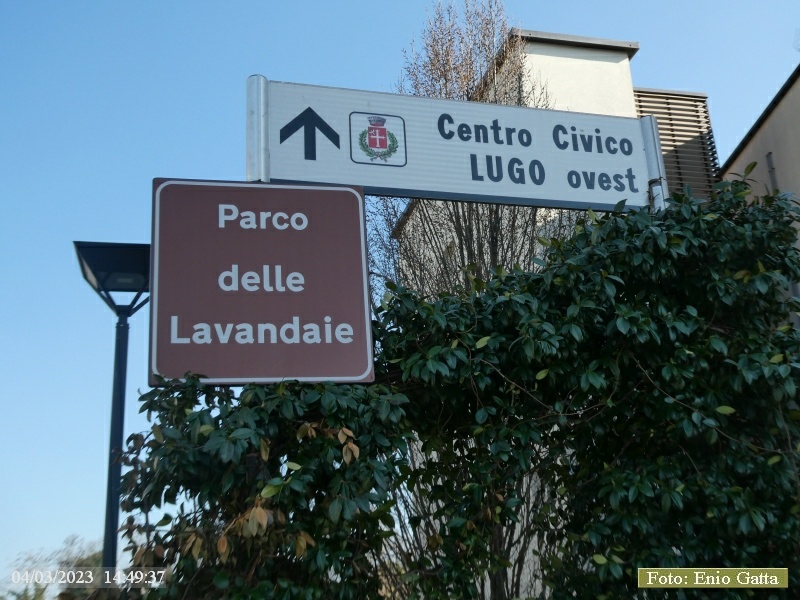 Centro Civico
LUGO ovest
Parco
delle
Lavandaie
04/03/2023 14:49:37
Foto: Enio Gatta